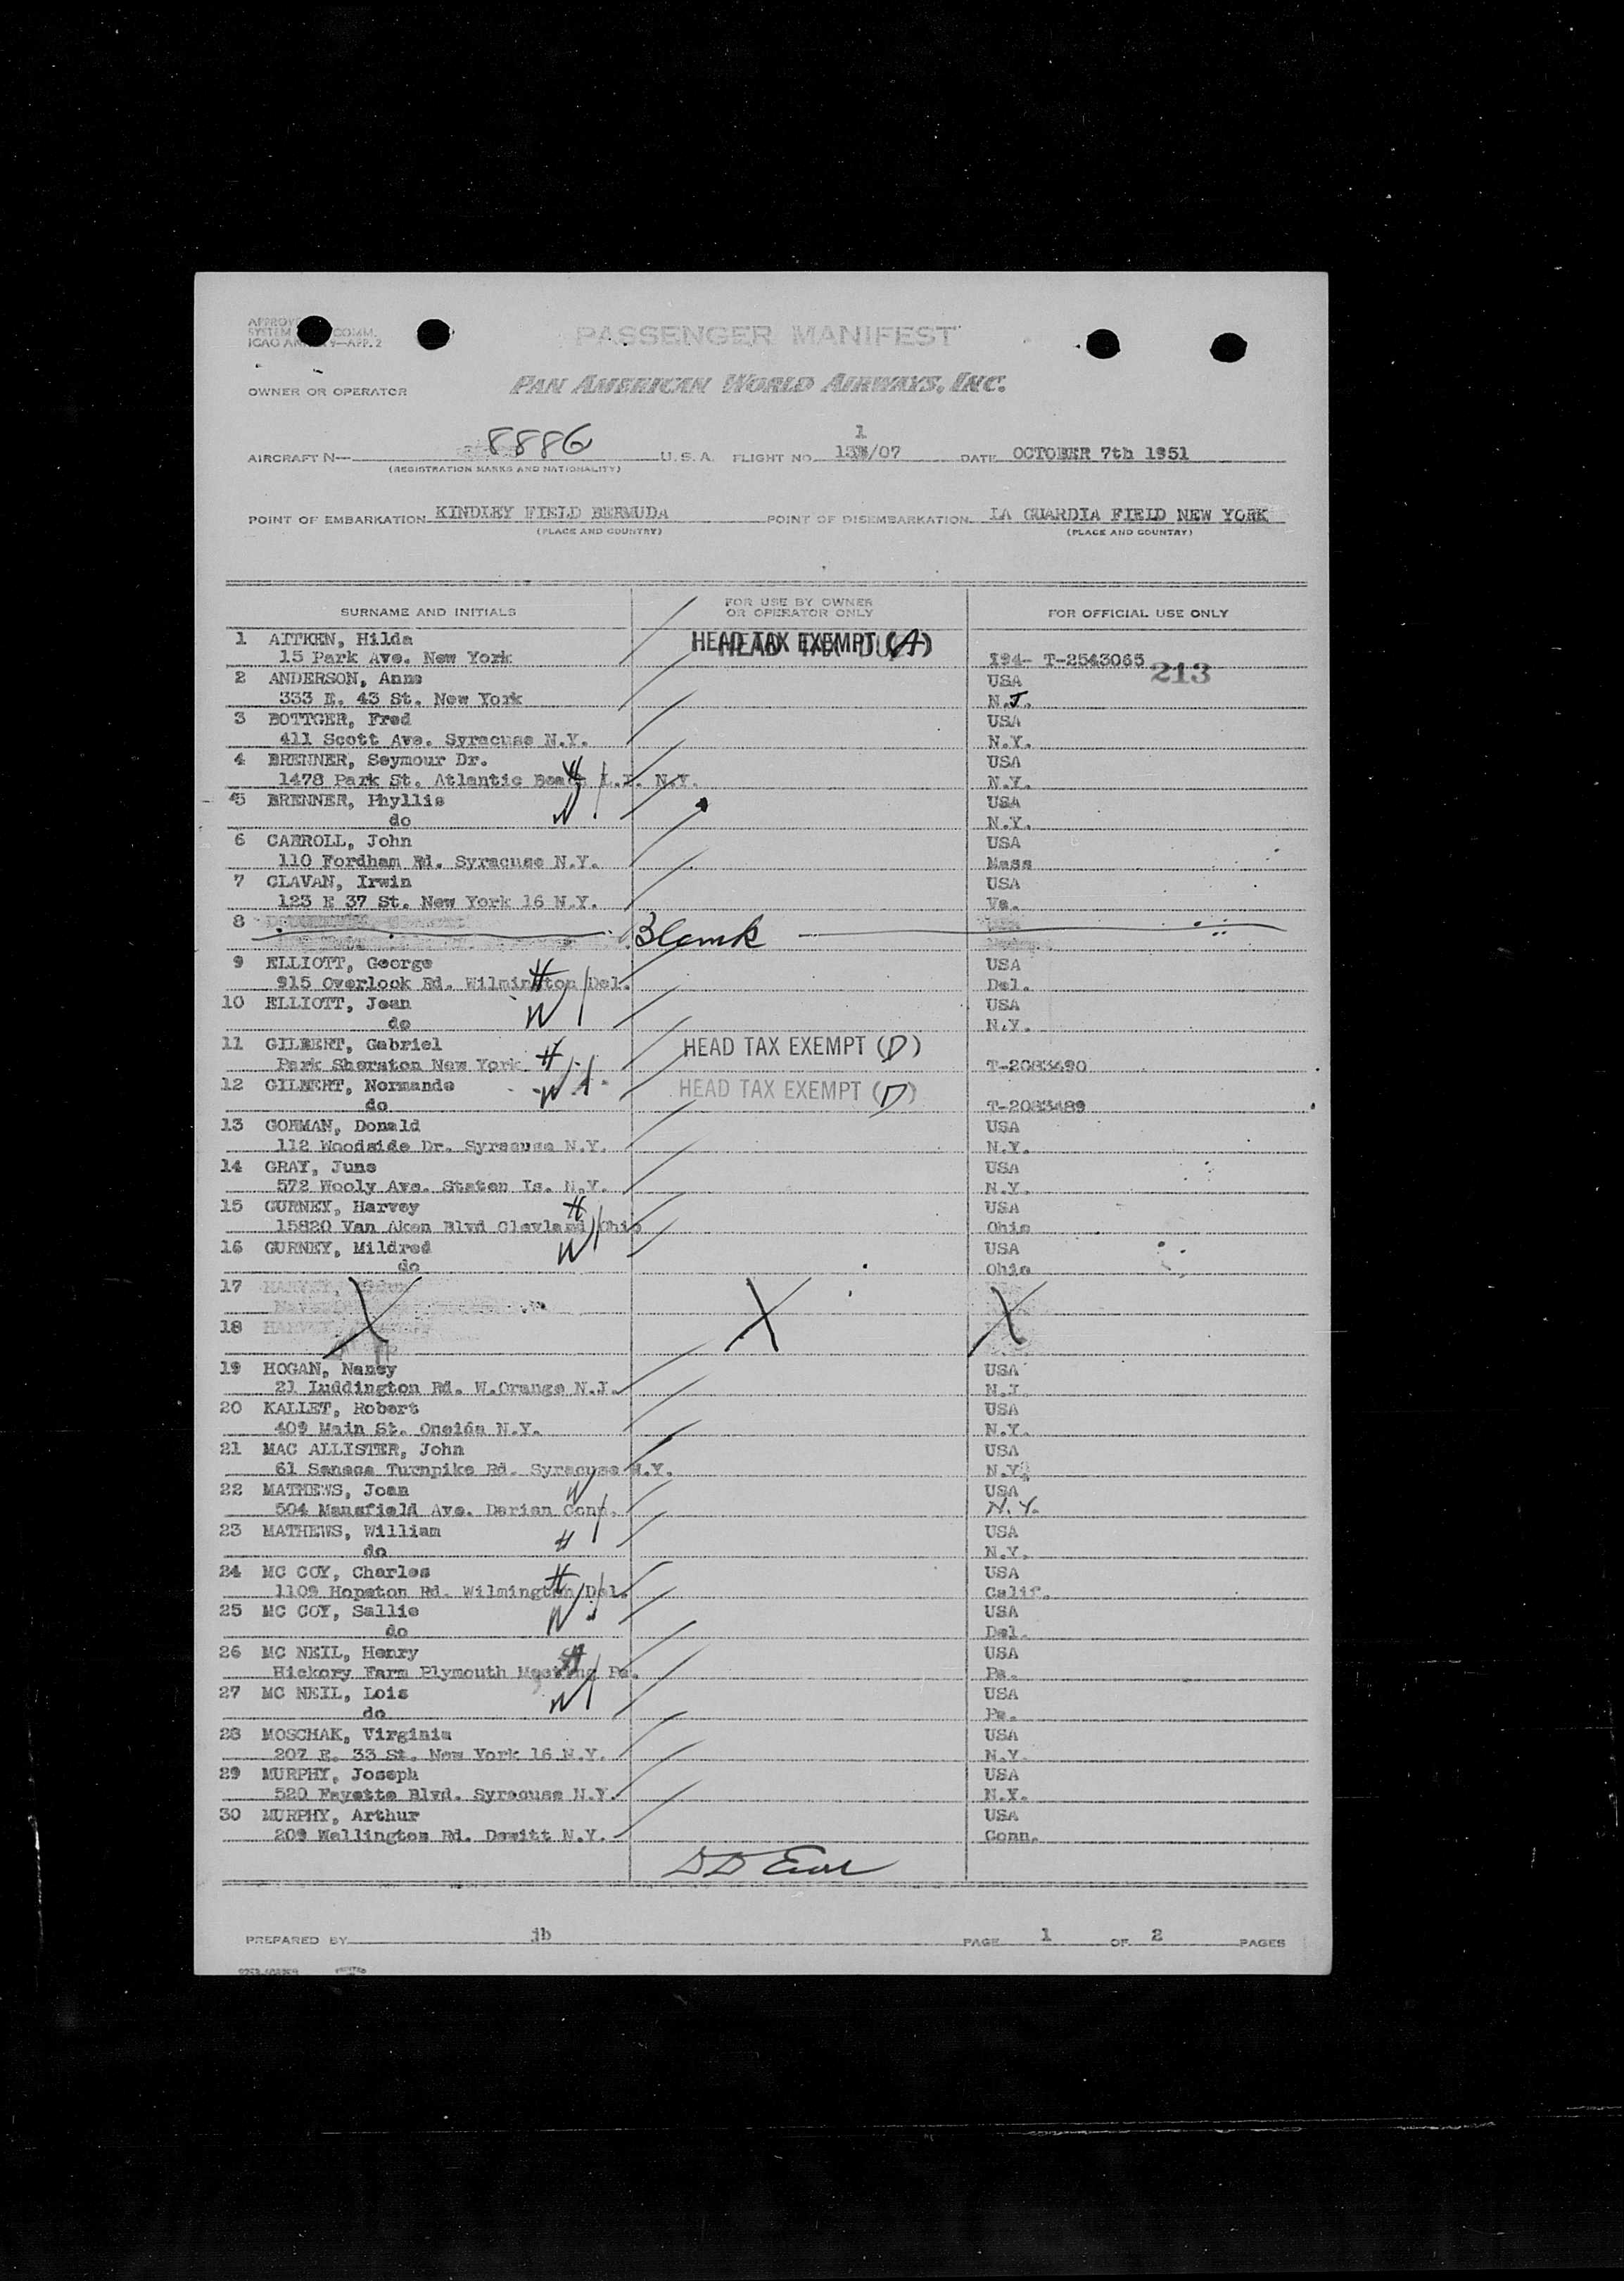 PASSENGER MANIFEST
SYSTEM COMM.
ICAO 9—APP. 2
OWNER OR OPERATOR PAN AMERICAN WORLD AIRWAYS, INC.
1
AIRCRAFT N— 8886 U. S. A. FLIGHT NO. /07 DATE OCTOBER 7th 1951
(REGISTRATION MARKS AND NATIONALITY)
POINT OF EMBARKATION KINDLEY FIELD BERMUDA POINT OF DISEMBARKATION LA GUARDIA FIELD NEW YORK
(PLACE AND COUNTRY) (PLACE AND COUNTRY)
SURNAME AND INITIALS FOR USE BY OWNER OR OPERATOR ONLY FOR OFFICIAL USE ONLY
1 AITKEN, Hilda HEAD TAX EXEMPT (A)
15 Park Ave. New York I94- T-2543065 213
2 ANDERSON, Anne USA
333 E. 43 St. New York N.J.
3 BOTTGER, Fred USA
411 Scott Ave. Syracuse N.Y. N.Y.
4 BRENNER, Seymour Dr. H USA
1478 Park St. Atlantic Beach L.I. N.Y. N.Y.
5 BRENNER, Phyllis W USA
do N.Y.
6 CARROLL, John USA
110 Fordham Rd. Syracuse N.Y. Mass
7 CLAVAN, Irwin USA
123 E 37 St. New York 16 N.Y. Va.
8 Blank
9 ELLIOTT, George H USA
915 Overlook Rd. Wilmington Del. Del.
10 ELLIOTT, Jean W USA
do N.Y.
11 GILBERT, Gabriel H HEAD TAX EXEMPT (D)
Park Sheraton New York T-2083490
12 GILBERT, Normande W HEAD TAX EXEMPT (D)
do T-2083489
13 GORMAN, Donald USA
112 Woodside Dr. Syracuse N.Y. N.Y.
14 GRAY, June USA
572 Wooly Ave. Staten Is. N.Y. N.Y.
15 GURNEY, Harvey H USA
15820 Van Aken Blvd Clevland Ohio Ohio
16 GURNEY, Mildred W USA
do Ohio
17 X X X
18
19 HOGAN, Nancy USA
21 Luddington Rd. W.Orange N.J. N.J.
20 KALLET, Robert USA
409 Main St. Oneida N.Y. N.Y.
21 MAC ALLISTER, John USA
61 Seneca Turnpike Rd. Syracuse N.Y. N.Y.
22 MATHEWS, Joan W USA
504 Mansfield Ave. Darian Conn. N.Y.
23 MATHEWS, William H USA
do N.Y.
24 MC COY, Charles H USA
1109 Hopeton Rd. Wilmington Del. Calif.
25 MC COY, Sallie W USA
do Del.
26 MC NEIL, Henry H USA
Hickory Farm Plymouth Meeting Pa. Pa.
27 MC NEIL, Lois W USA
do Pa.
28 MOSCHAK, Virginia USA
207 E. 33 St. New York 16 N.Y. N.Y.
29 MURPHY, Joseph USA
520 Fayette Blvd. Syracuse N.Y. N.Y.
30 MURPHY, Arthur USA
209 Wellington Rd. Dewitt N.Y. Conn.
PREPARED BY jb PAGE 1 OF 2 PAGES